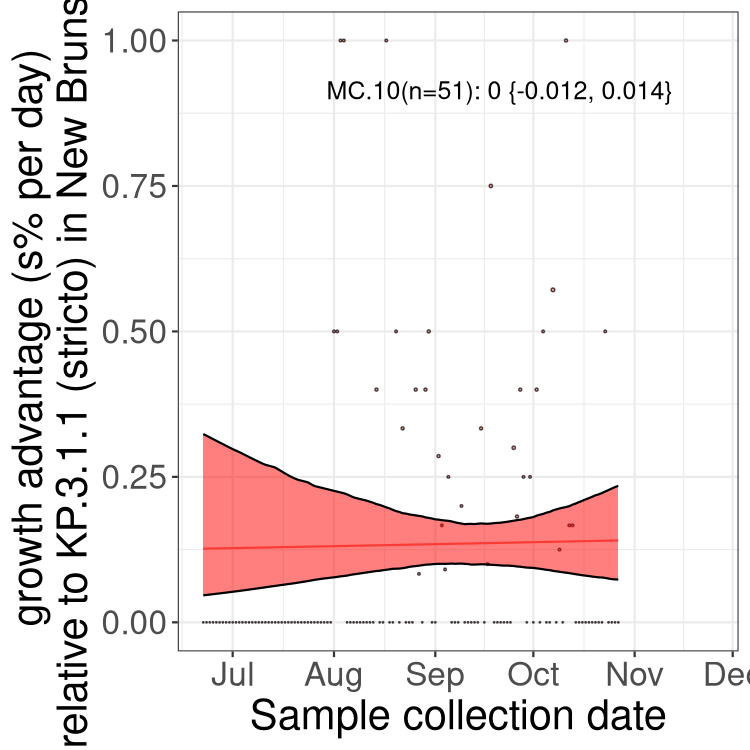 growth advantage (s% per day)
relative to KP.3.1.1 (stricto) in New Bruns
1.00
0.75
0.50
0.25
0.00
MC.10(n=51): 0 {-0.012, 0.014}
Jul Aug Sep Oct Nov Dec
Sample collection date